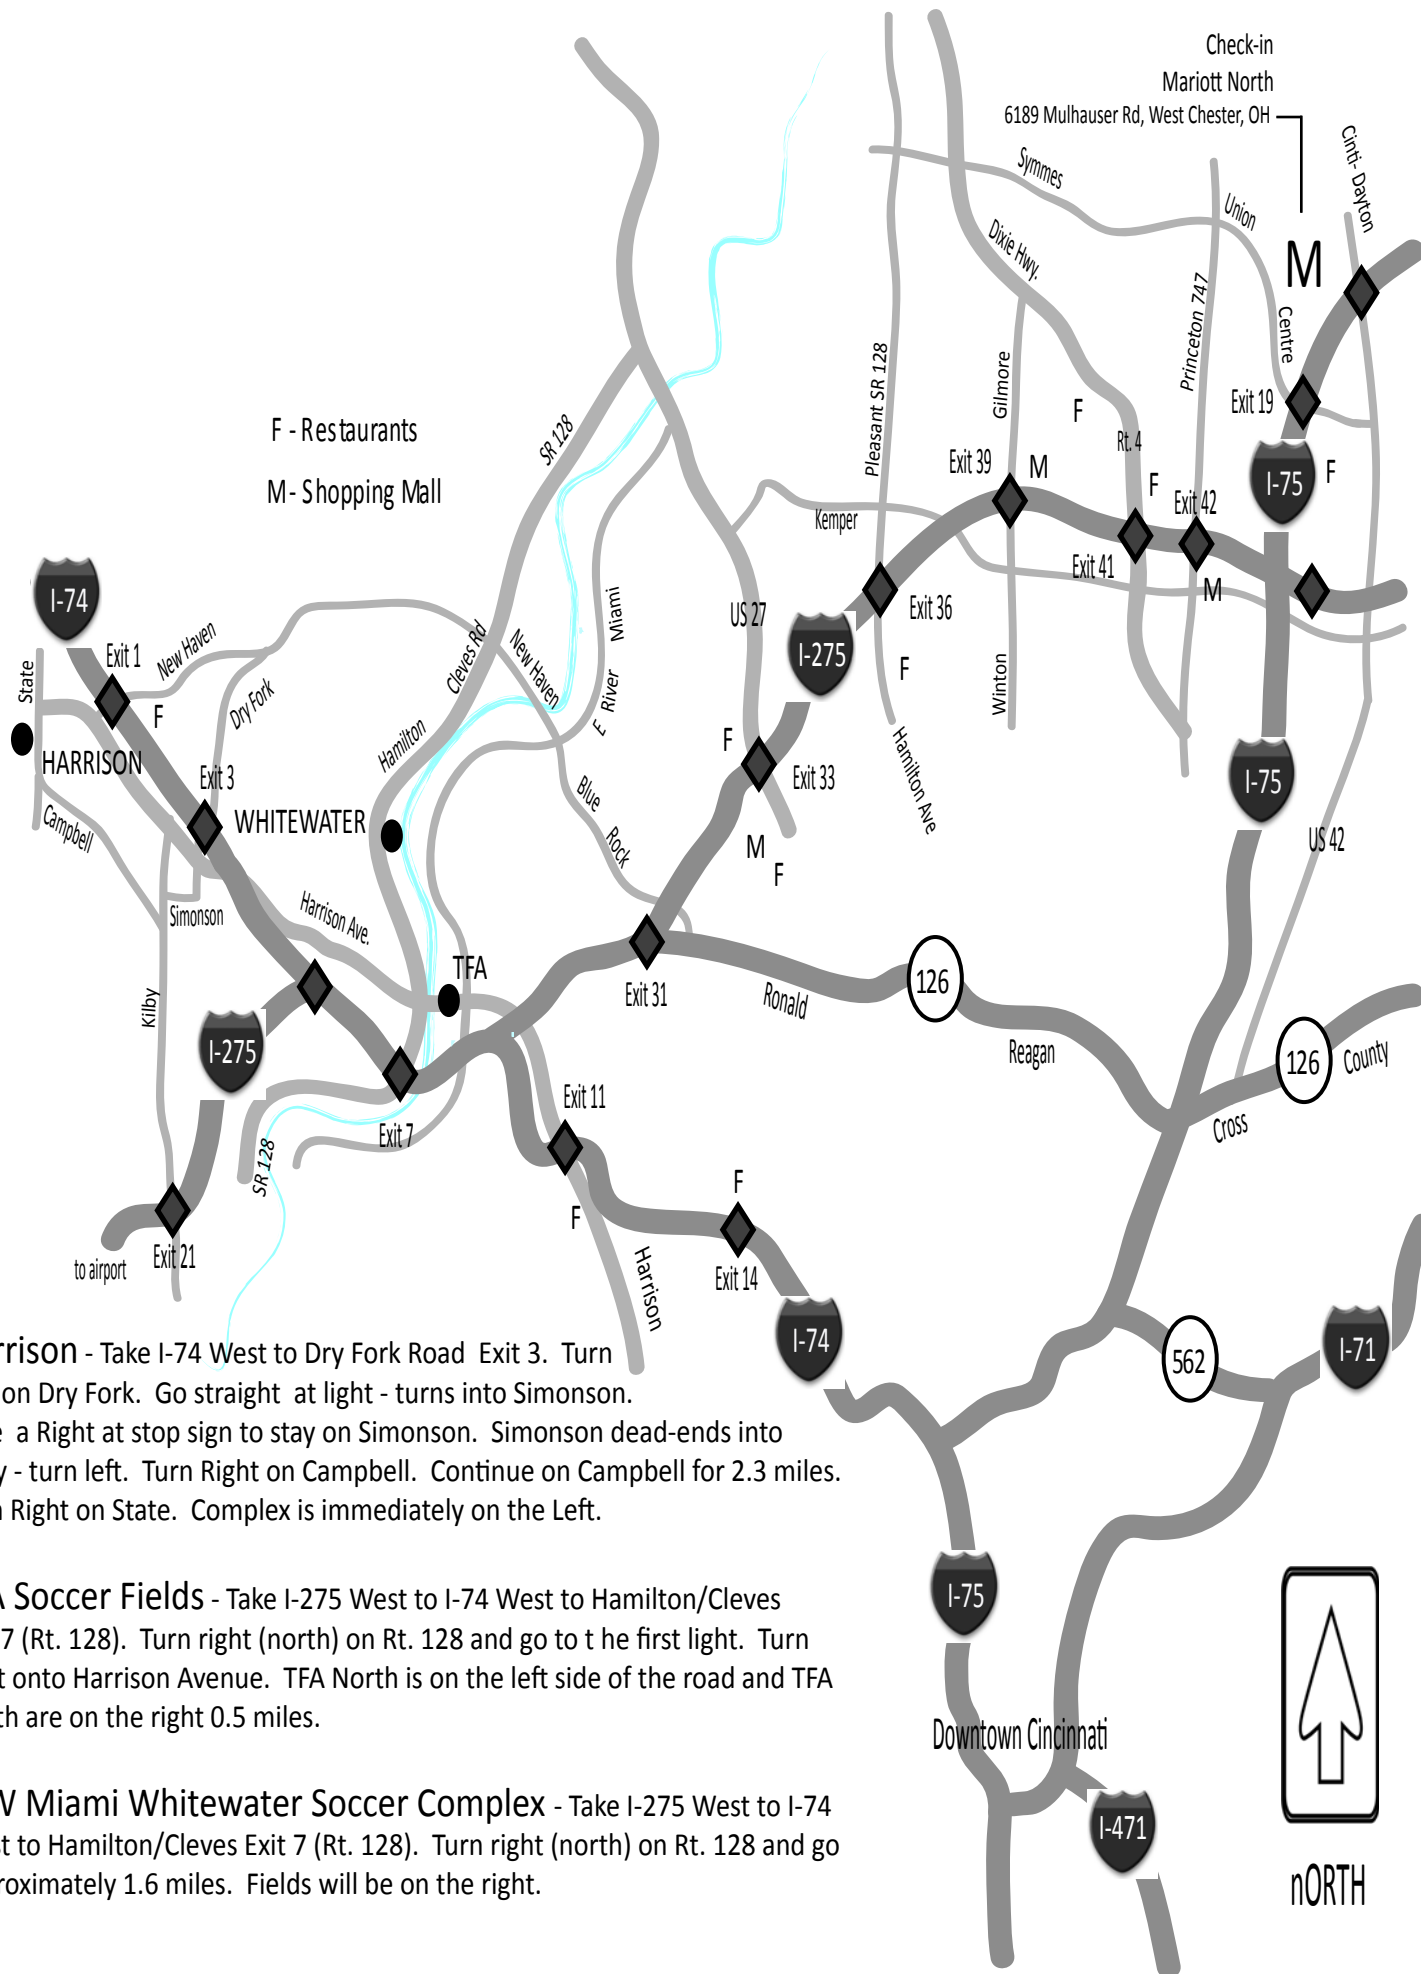 Check-in
Mariott North
6189 Mulhauser Rd, West Chester, OH
Cinti- Dayton
Symmes
Union
Dixie Hwy.
M
Princeton 747
Centre
Pleasant SR 128
Gilmore
Exit 19
F
Rt. 4
F - Restaurants
M- Shopping Mall
SR 128
Exit 39
M
F
Exit 42
I-75
F
Kemper
Exit 41
M
I-74
US 27
Exit 36
I-275
F
Miami
E River
New Haven
Cleves Rd
Exit 1
New Haven
State
Dry Fork
F
Winton
Hamilton
F
Exit 33
Hamilton Ave
HARRISON
Exit 3
I-75
WHITEWATER
Blue
Rock
Campbell
M
F
US 42
Simonson
Harrison Ave.
TFA
Exit 31
Ronald
126
Kilby
Reagan
I-275
126
County
Cross
Exit 11
Exit 7
SR 128
F
F
Exit 21
to airport
Exit 14
Harrison
I-74
562
I-71
rrison - Take I-74 West to Dry Fork Road Exit 3. Turn
on Dry Fork. Go straight at light - turns into Simonson.
e a Right at stop sign to stay on Simonson. Simonson dead-ends into
y - turn left. Turn Right on Campbell. Continue on Campbell for 2.3 miles.
n Right on State. Complex is immediately on the Left.
A Soccer Fields - Take I-275 West to I-74 West to Hamilton/Cleves
7 (Rt. 128). Turn right (north) on Rt. 128 and go to t he first light. Turn
t onto Harrison Avenue. TFA North is on the left side of the road and TFA
th are on the right 0.5 miles.
I-75
Downtown Cincinnati
W Miami Whitewater Soccer Complex - Take I-275 West to I-74
st to Hamilton/Cleves Exit 7 (Rt. 128). Turn right (north) on Rt. 128 and go
roximately 1.6 miles. Fields will be on the right.
I-471
nORTH